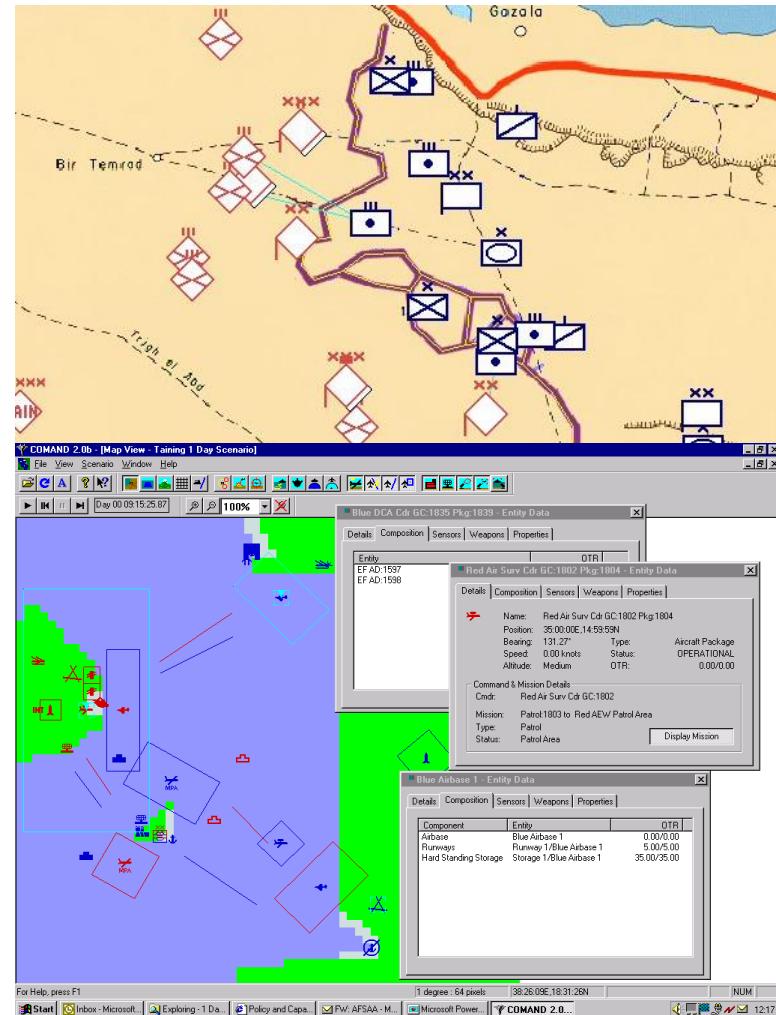 Gazala
Bir Temrad
Trigh el Abd
COMAND 2.0b - [Map View - Taining 1 Day Scenario]
File View Scenario Window Help
Day 00 09:15:25.87
100%
Blue DCA Cdr GC:1835 Pkg:1839 - Entity Data
Details Composition Sensors Weapons Properties
Entity OTR
EF AD:1597
EF AD:1598
Red Air Surv Cdr GC:1802 Pkg:1804 - Entity Data
Details Composition Sensors Weapons Properties
Name: Red Air Surv Cdr GC:1802 Pkg:1804
Position: 35:00:00E,14:59:59N
Bearing: 131.27° Type: Aircraft Package
Speed: 0.00 knots Status: OPERATIONAL
Altitude: Medium OTR: 0.00/0.00
Command & Mission Details
Cmdr: Red Air Surv Cdr GC:1802
Mission: Patrol:1803 to Red AEW Patrol Area
Type: Patrol
Status: Patrol Area
Display Mission
INT
MPA
MPA
Blue Airbase 1 - Entity Data
Details Composition Sensors Weapons Properties
Component Entity OTR
Airbase Blue Airbase 1 0.00/0.00
Runways Runway 1/Blue Airbase 1 5.00/5.00
Hard Standing Storage Storage 1/Blue Airbase 1 35.00/35.00
For Help, press F1
1 degree : 64 pixels
38:26:09E,18:31:26N
NUM
Start
Inbox - Microsoft...
Exploring - 1 Da...
Policy and Capa...
FW: AFSAA - M...
Microsoft Power...
COMAND 2.0...
12:17